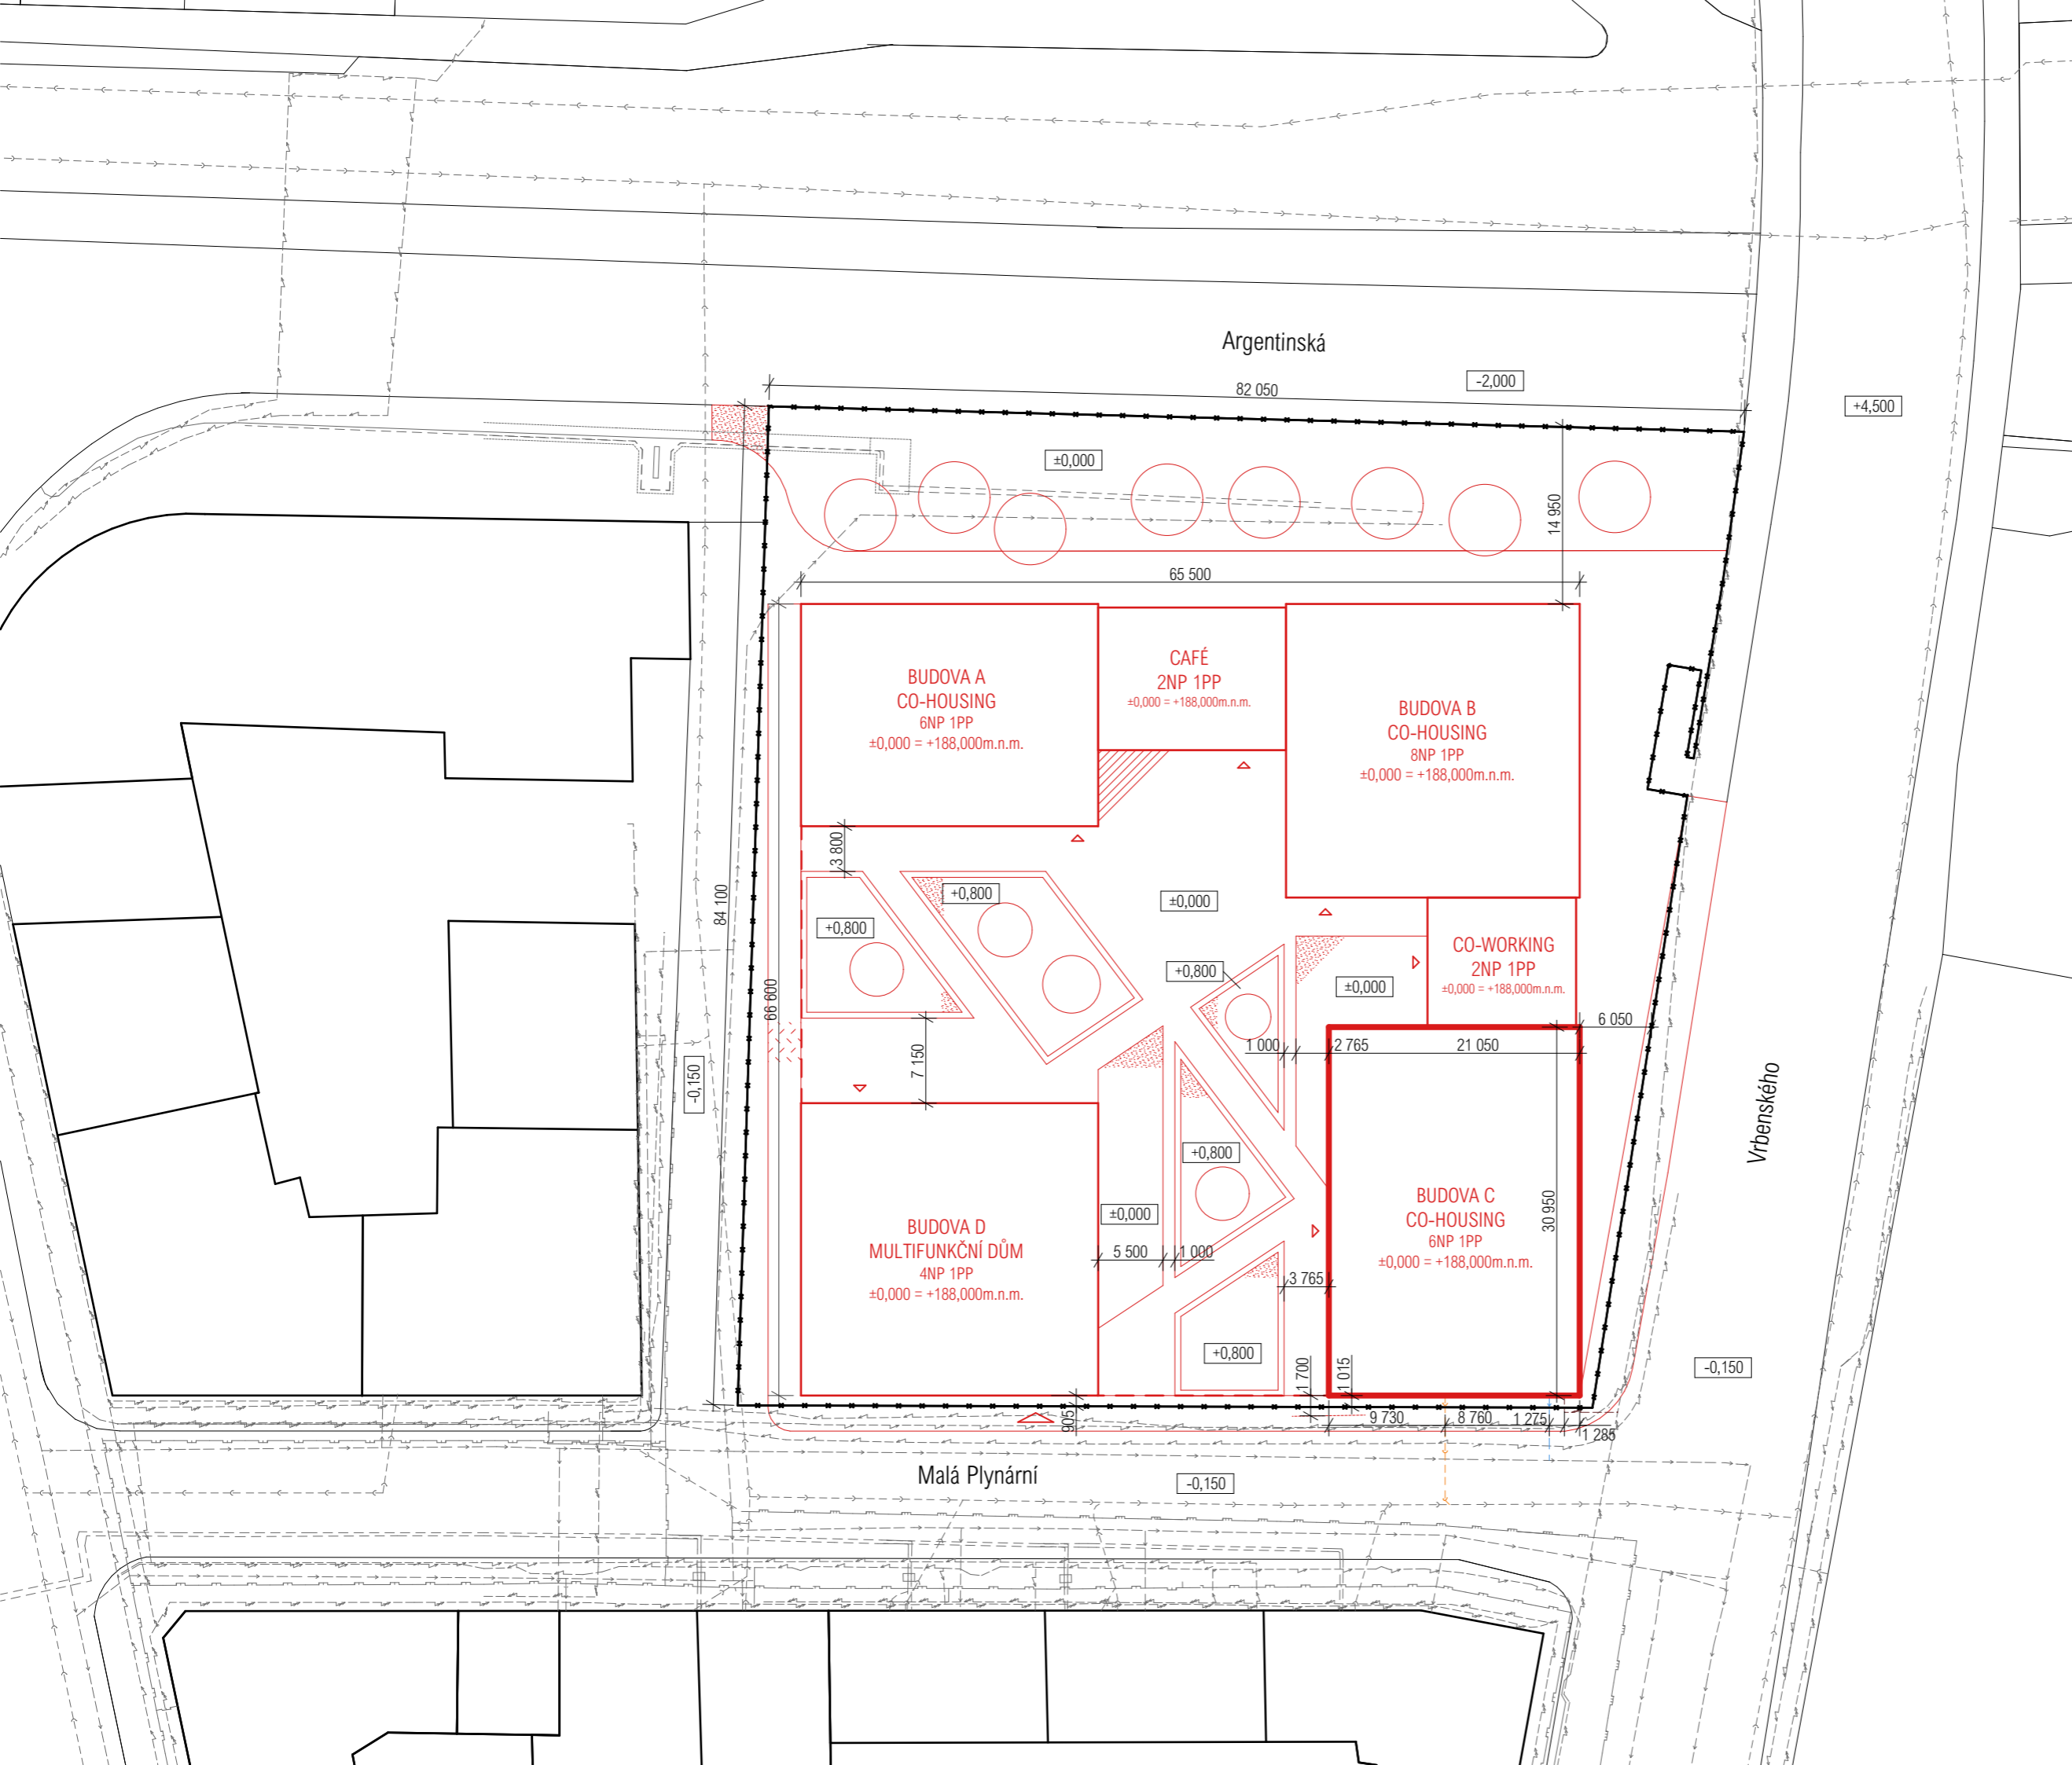 Argentinská
82 050
-2,000
+4,500
±0,000
14 950
65 500
BUDOVA A
CO-HOUSING
6NP 1PP
±0,000 = +188,000m.n.m.
CAFÉ
2NP 1PP
±0,000 = +188,000m.n.m.
BUDOVA B
CO-HOUSING
8NP 1PP
±0,000 = +188,000m.n.m.
3 800
84 100
+0,800
+0,800
±0,000
CO-WORKING
2NP 1PP
±0,000 = +188,000m.n.m.
+0,800
±0,000
66 600
6 050
1 000
2 765
21 050
7 150
-0,150
Vrbenského
+0,800
BUDOVA C
CO-HOUSING
6NP 1PP
±0,000 = +188,000m.n.m.
30 950
±0,000
BUDOVA D
MULTIFUNKČNÍ DŮM
4NP 1PP
±0,000 = +188,000m.n.m.
5 500
1 000
3 765
+0,800
1 700
1 015
-0,150
905
9 730
8 760
1 275
1 285
Malá Plynární
-0,150